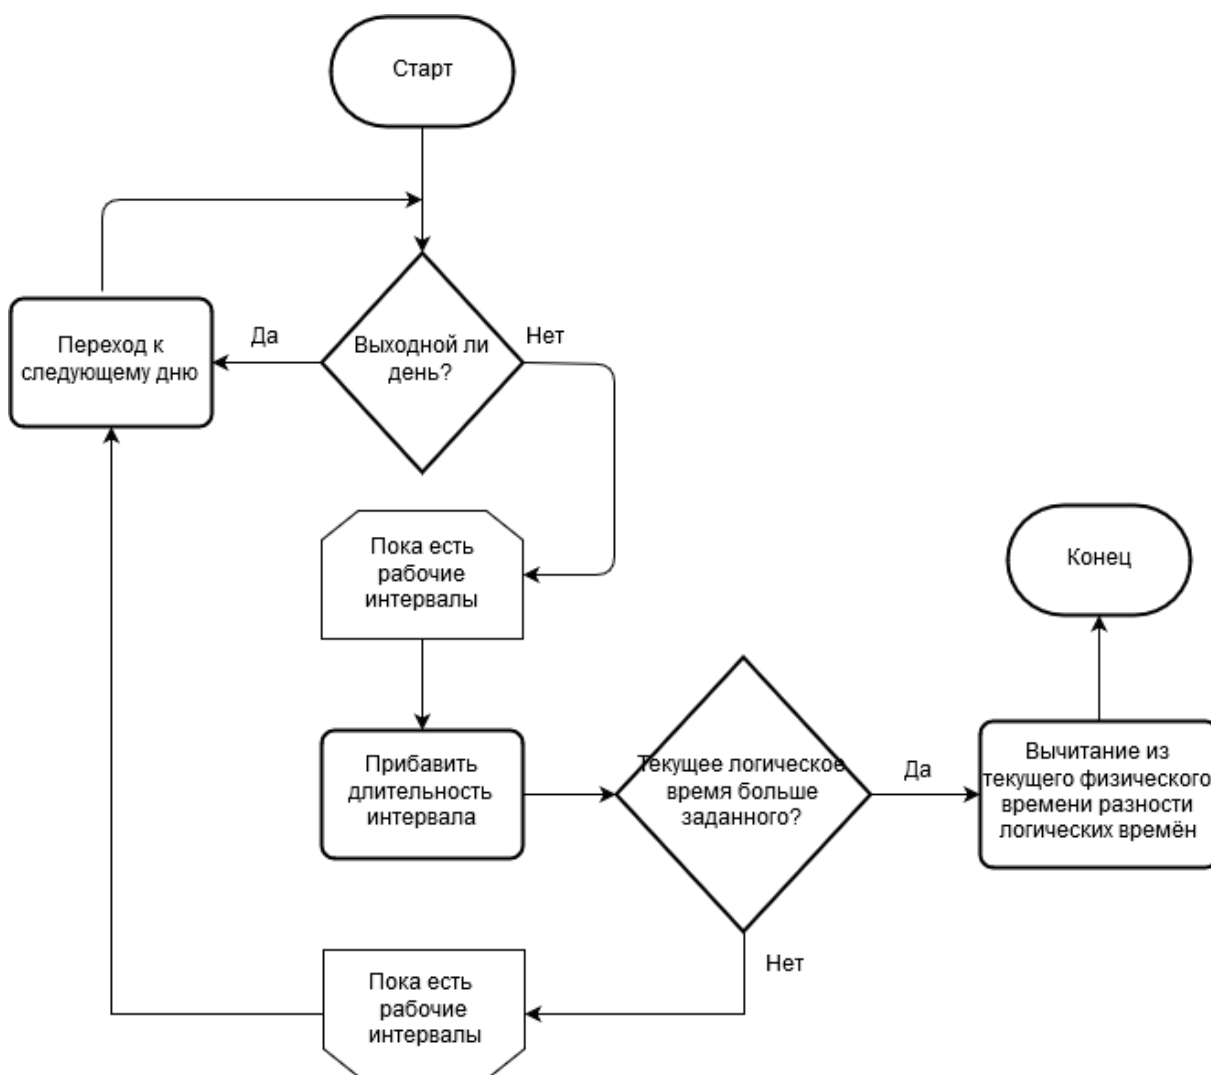 Старт
Да
Нет
Переход к
следующему дню
Выходной ли
день?
Пока есть
рабочие
интервалы
Конец
Прибавить
длительность
интервала
Текущее логическое
время больше
заданного?
Да
Вычитание из
текущего физического
времени разности
логических времён
Нет
Пока есть
рабочие
интервалы